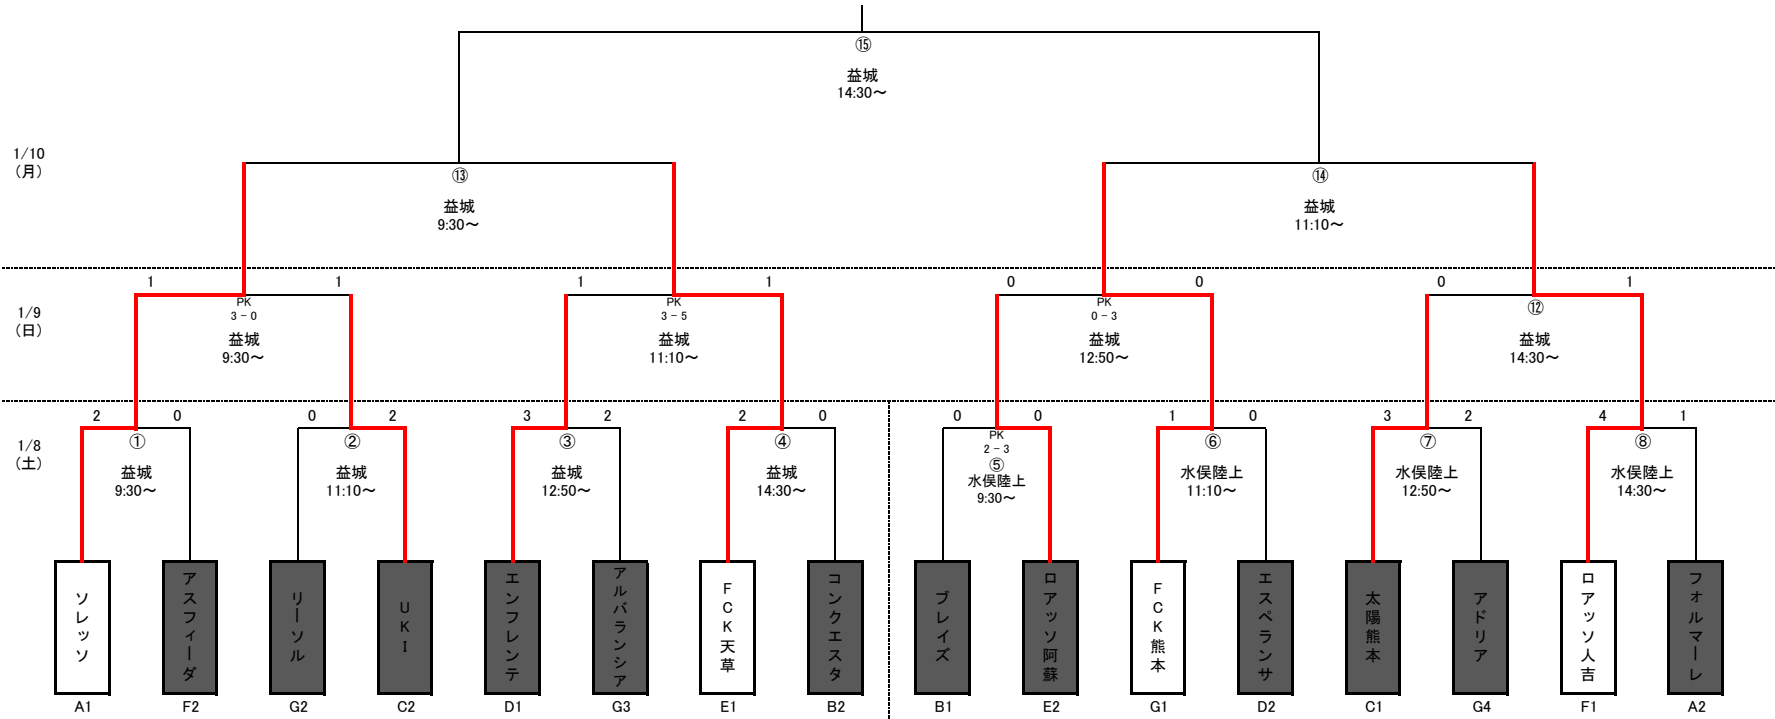 ⑮
益城
14:30～
1/10
（月）
⑬
益城
9:30～
⑭
益城
11:10～
1 1 1 1 0 0 0 1
1/9
（日）
PK
3 − 0
益城
9:30～
PK
3 − 5
益城
11:10～
PK
0 − 3
益城
12:50～
⑫
益城
14:30～
2 0 0 2 3 2 2 0 0 0 1 0 3 2 4 1
1/8
（土）
①
益城
9:30～
②
益城
11:10～
③
益城
12:50～
④
益城
14:30～
PK
2 − 3
⑤
水俣陸上
9:30～
⑥
水俣陸上
11:10～
⑦
水俣陸上
12:50～
⑧
水俣陸上
14:30～
ソレッソ
アスフィーダ
リーソル
UKI
エンフレンテ
アルバランシア
FCK天草
コンクエスタ
ブレイズ
ロアッソ阿蘇
FCK熊本
エスペランサ
太陽熊本
アドリア
ロアッソ人吉
フォルマーレ
A1 F2 G2 C2 D1 G3 E1 B2 B1 E2 G1 D2 C1 G4 F1 A2